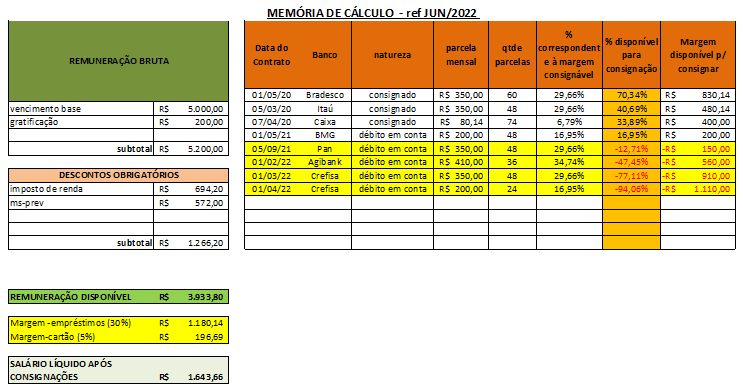 MEMÓRIA DE CÁLCULO - ref JUN/2022
REMUNERAÇÃO BRUTA
vencimento base R$ 5.000,00
gratificação R$ 200,00
subtotal R$ 5.200,00
DESCONTOS OBRIGATÓRIOS
imposto de renda R$ 694,20
ms-prev R$ 572,00
subtotal R$ 1.266,20
REMUNERAÇÃO DISPONÍVEL R$ 3.933,80
Margem -empréstimos (30%) R$ 1.180,14
Margem-cartão (5%) R$ 196,69
SALÁRIO LÍQUIDO APÓS
CONSIGNAÇÕES R$ 1.643,66
Data do
Contrato
Banco
natureza
parcela
mensal
qtde
parcelas
%
correspondent
e à margem
consignável
% disponível
para
consignação
Margem
disponível p/
consignar
01/05/20 Bradesco consignado R$ 350,00 60 29,66% 70,34% R$ 830,14
05/03/20 Itaú consignado R$ 350,00 48 29,66% 40,69% R$ 480,14
07/04/20 Caixa consignado R$ 80,14 74 6,79% 33,89% R$ 400,00
01/05/21 BMG débito em conta R$ 200,00 48 16,95% 16,95% R$ 200,00
05/09/21 Pan débito em conta R$ 350,00 48 29,66% -12,71% -R$ 150,00
01/02/22 Agibank débito em conta R$ 410,00 36 34,74% -47,45% -R$ 560,00
01/03/22 Crefisa débito em conta R$ 350,00 48 29,66% -77,11% -R$ 910,00
01/04/22 Crefisa débito em conta R$ 200,00 24 16,95% -94,06% -R$ 1.110,00